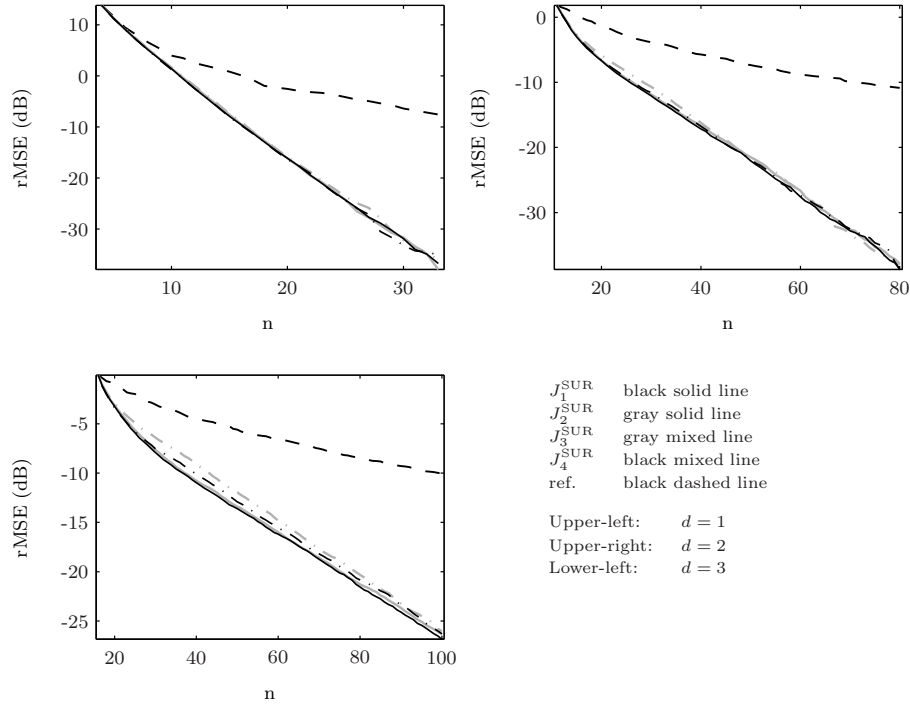 10
0
-10
-20
-30
rMSE (dB)
10 20 30
n
0
-10
-20
-30
rMSE (dB)
20 40 60 80
n
-5
-10
-15
-20
-25
rMSE (dB)
20 40 60 80 100
n
J_1^SUR black solid line
J_2^SUR gray solid line
J_3^SUR gray mixed line
J_4^SUR black mixed line
ref. black dashed line
Upper-left: d = 1
Upper-right: d = 2
Lower-left: d = 3